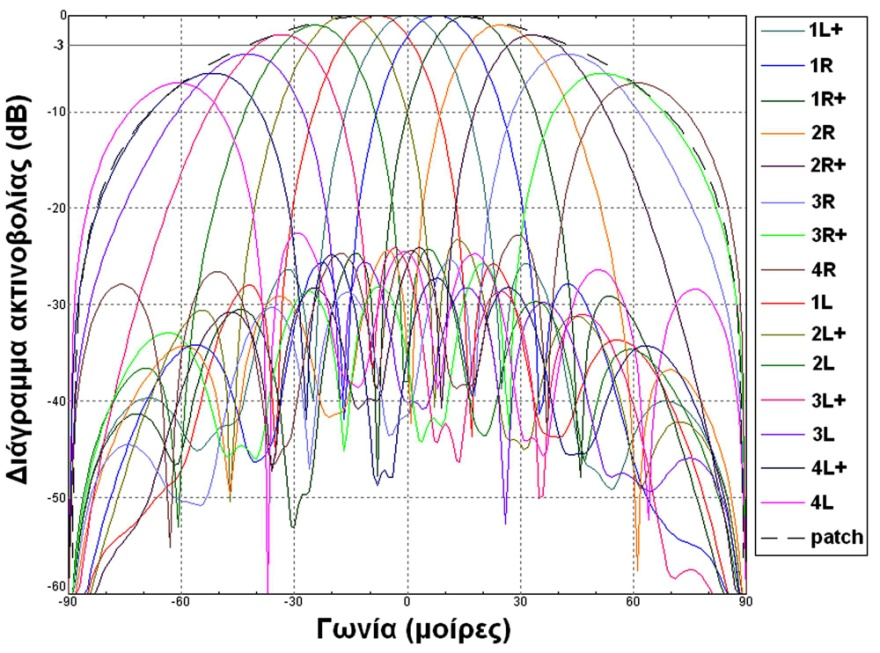 Διάγραμμα ακτινοβολίας (dB)
0
-3
-10
-20
-30
-40
-50
-60
-90
-60
-30
0
30
60
90
Γωνία (μοίρες)
1L+
1R
1R+
2R
2R+
3R
3R+
4R
1L
2L+
2L
3L+
3L
4L+
4L
patch